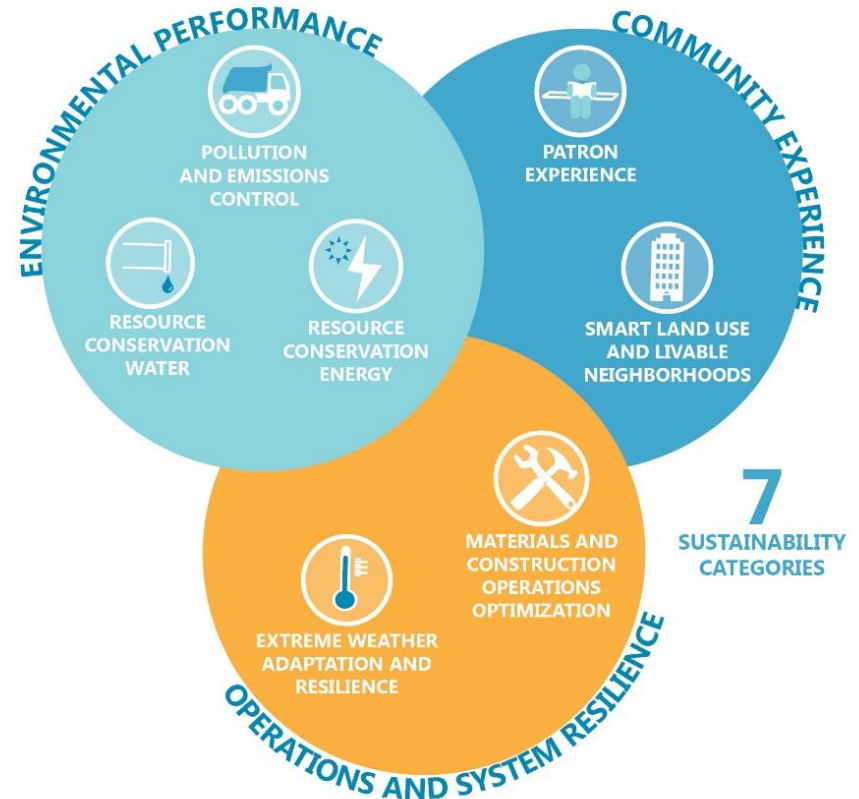 ENVIRONMENTAL PERFORMANCE
POLLUTION
AND EMISSIONS
CONTROL
RESOURCE
CONSERVATION
WATER
RESOURCE
CONSERVATION
ENERGY
COMMUNITY EXPERIENCE
PATRON
EXPERIENCE
SMART LAND USE
AND LIVABLE
NEIGHBORHOODS
MATERIALS AND
CONSTRUCTION
OPERATIONS
OPTIMIZATION
EXTREME WEATHER
ADAPTATION AND
RESILIENCE
OPERATIONS AND SYSTEM RESILIENCE
7
SUSTAINABILITY
CATEGORIES